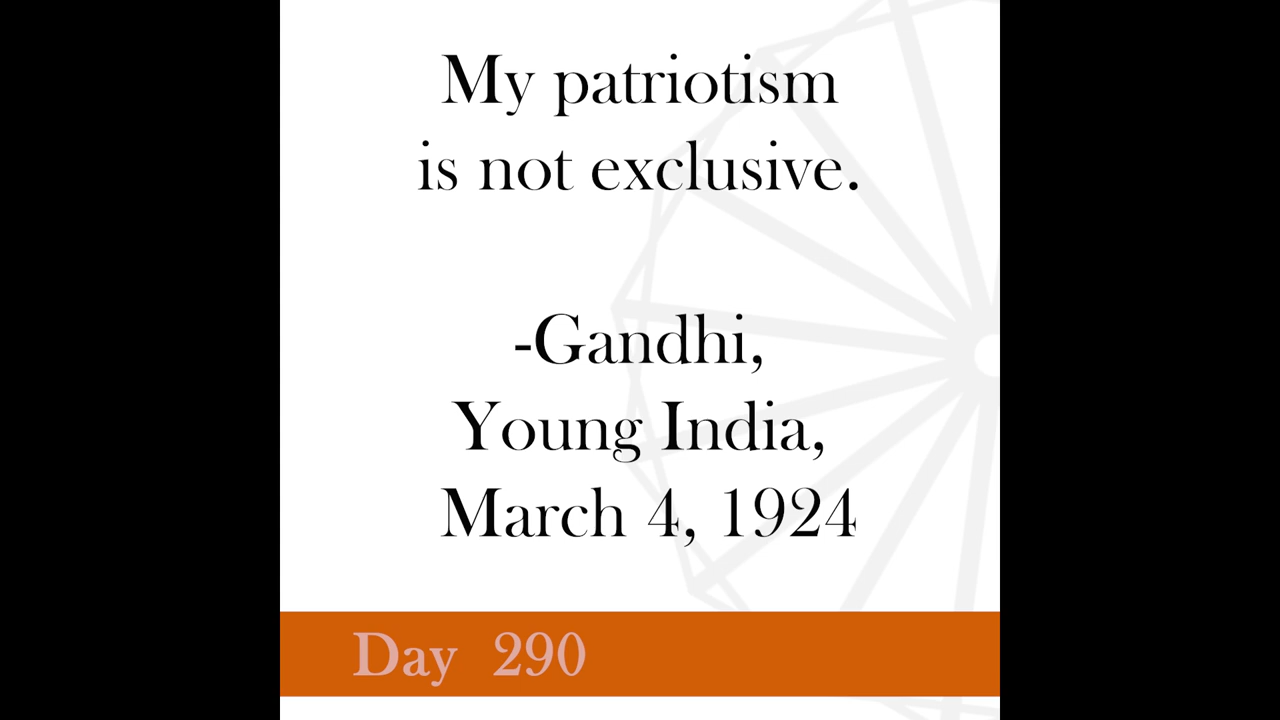 My patriotism
is not exclusive.
-Gandhi,
Young India,
March 4, 1924
Day 290